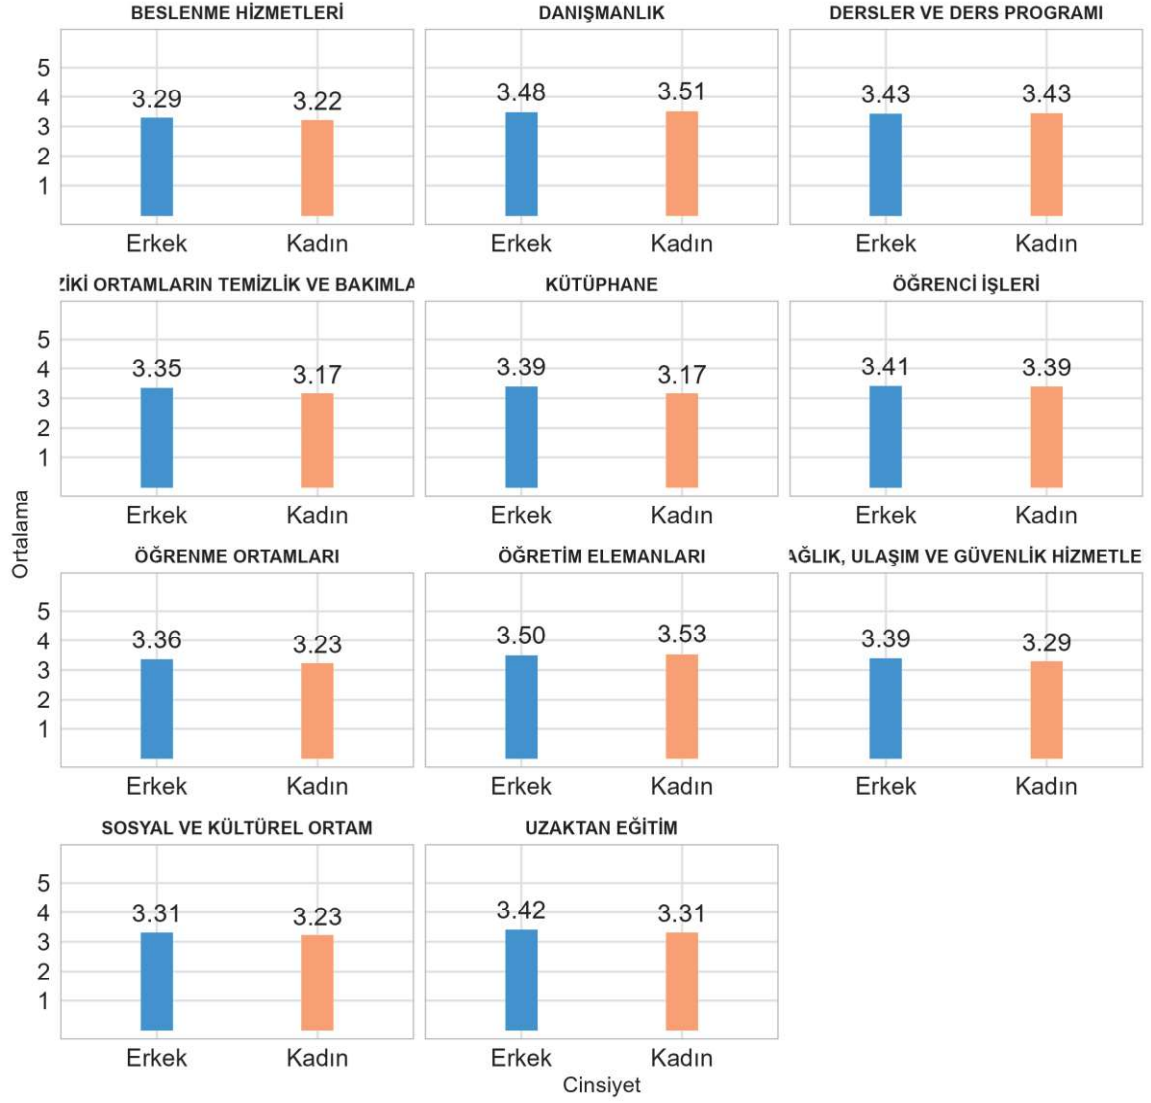 BESLENME HİZMETLERİ
DANIŞMANLIK
DERSLER VE DERS PROGRAMI
5
4
3
2
1
3.29
3.22
3.48
3.51
3.43
3.43
Erkek
Kadın
Erkek
Kadın
Erkek
Kadın
ZİKİ ORTAMLARIN TEMİZLİK VE BAKIMLA
KÜTÜPHANE
ÖĞRENCİ İŞLERİ
5
4
3
2
1
3.35
3.17
3.39
3.17
3.41
3.39
Erkek
Kadın
Erkek
Kadın
Erkek
Kadın
Ortalama
ÖĞRENME ORTAMLARI
ÖĞRETİM ELEMANLARI
AĞLIK, ULAŞIM VE GÜVENLİK HİZMETLE
5
4
3
2
1
3.36
3.23
3.50
3.53
3.39
3.29
Erkek
Kadın
Erkek
Kadın
Erkek
Kadın
SOSYAL VE KÜLTÜREL ORTAM
UZAKTAN EĞİTİM
5
4
3
2
1
3.31
3.23
3.42
3.31
Erkek
Kadın
Erkek
Kadın
Cinsiyet